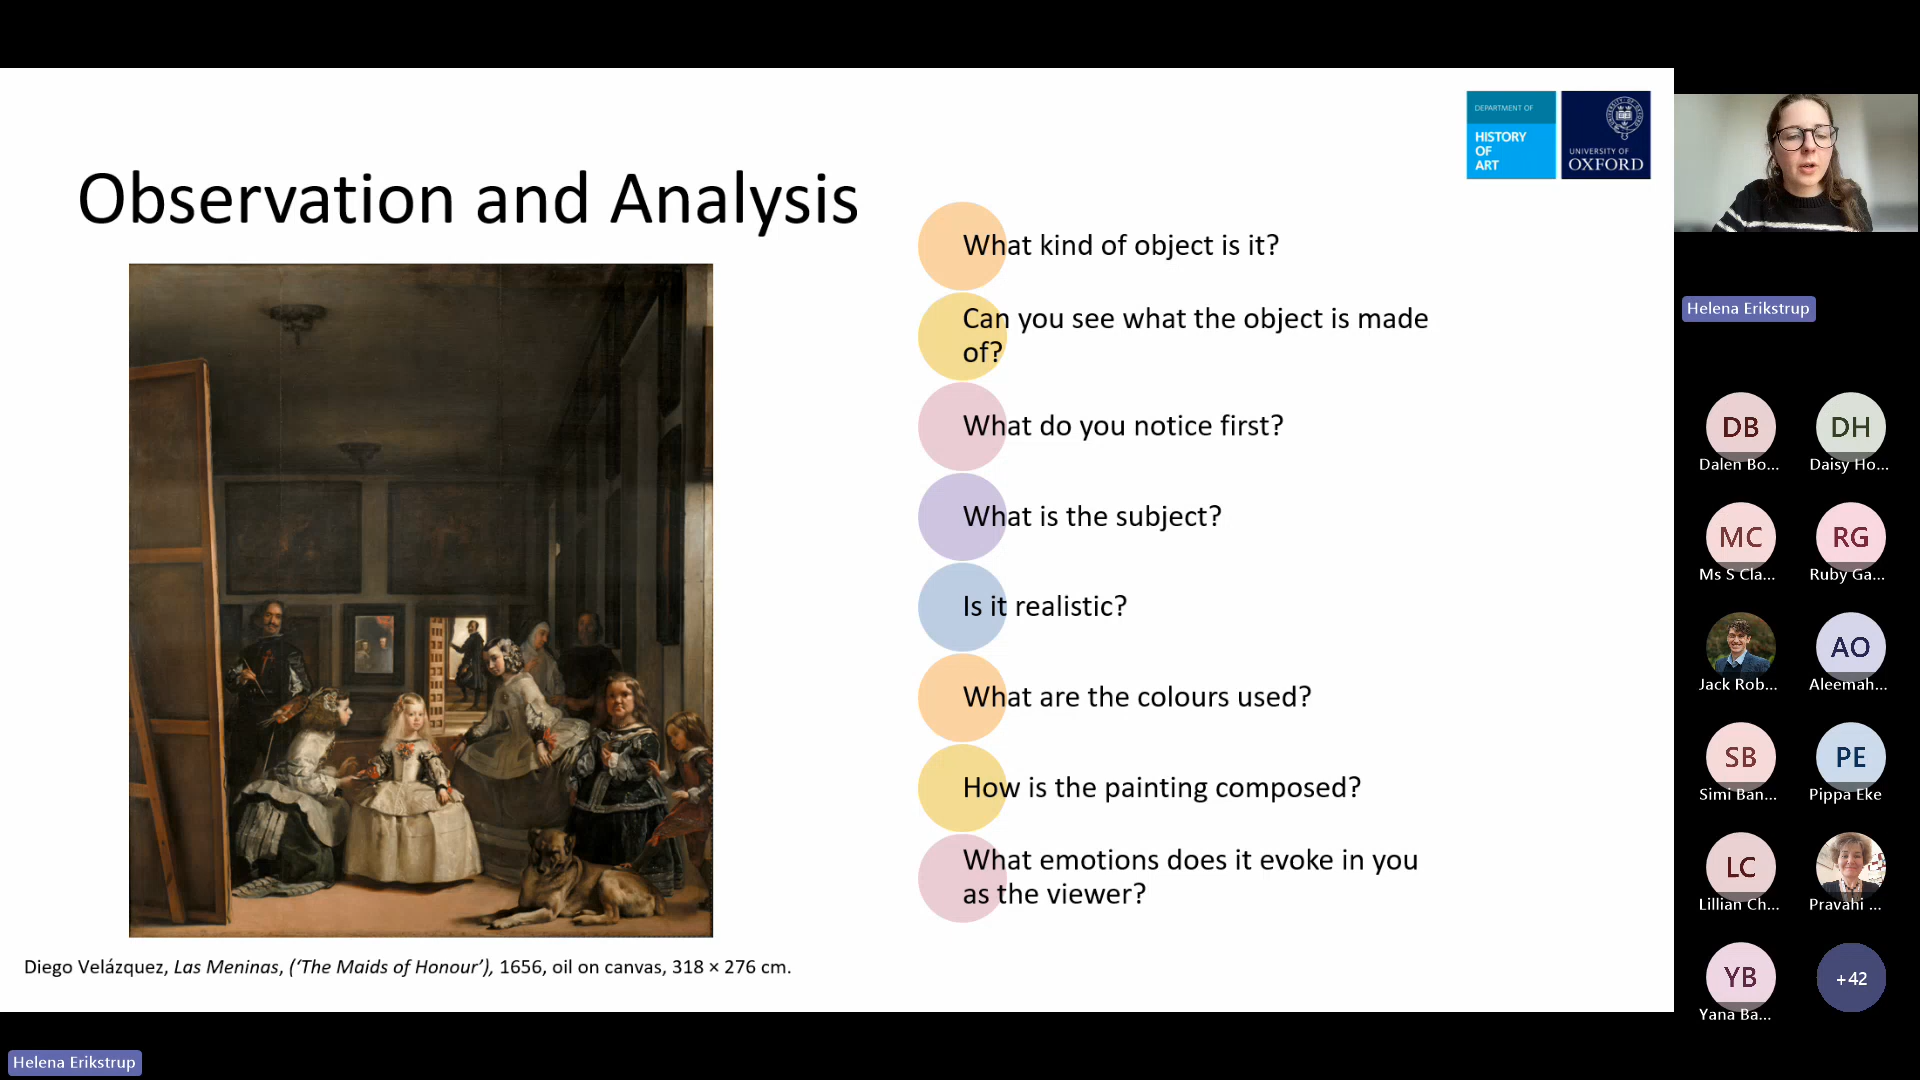 DEPARTMENT OF
HISTORY
OF
ART
UNIVERSITY OF
OXFORD
Observation and Analysis
What kind of object is it?
Can you see what the object is made
of?
What do you notice first?
What is the subject?
Is it realistic?
What are the colours used?
How is the painting composed?
What emotions does it evoke in you
as the viewer?
Diego Velázquez, Las Meninas, (‘The Maids of Honour’), 1656, oil on canvas, 318 × 276 cm.
Helena Erikstrup
Helena Erikstrup
DB
DH
Dalen Bo...
Daisy Ho...
MC
RG
Ms S Cla...
Ruby Ga...
AO
Jack Rob...
Aleemah...
SB
PE
Simi Ban...
Pippa Eke
LC
Lillian Ch...
Pravahi ...
YB
+42
Yana Ba...